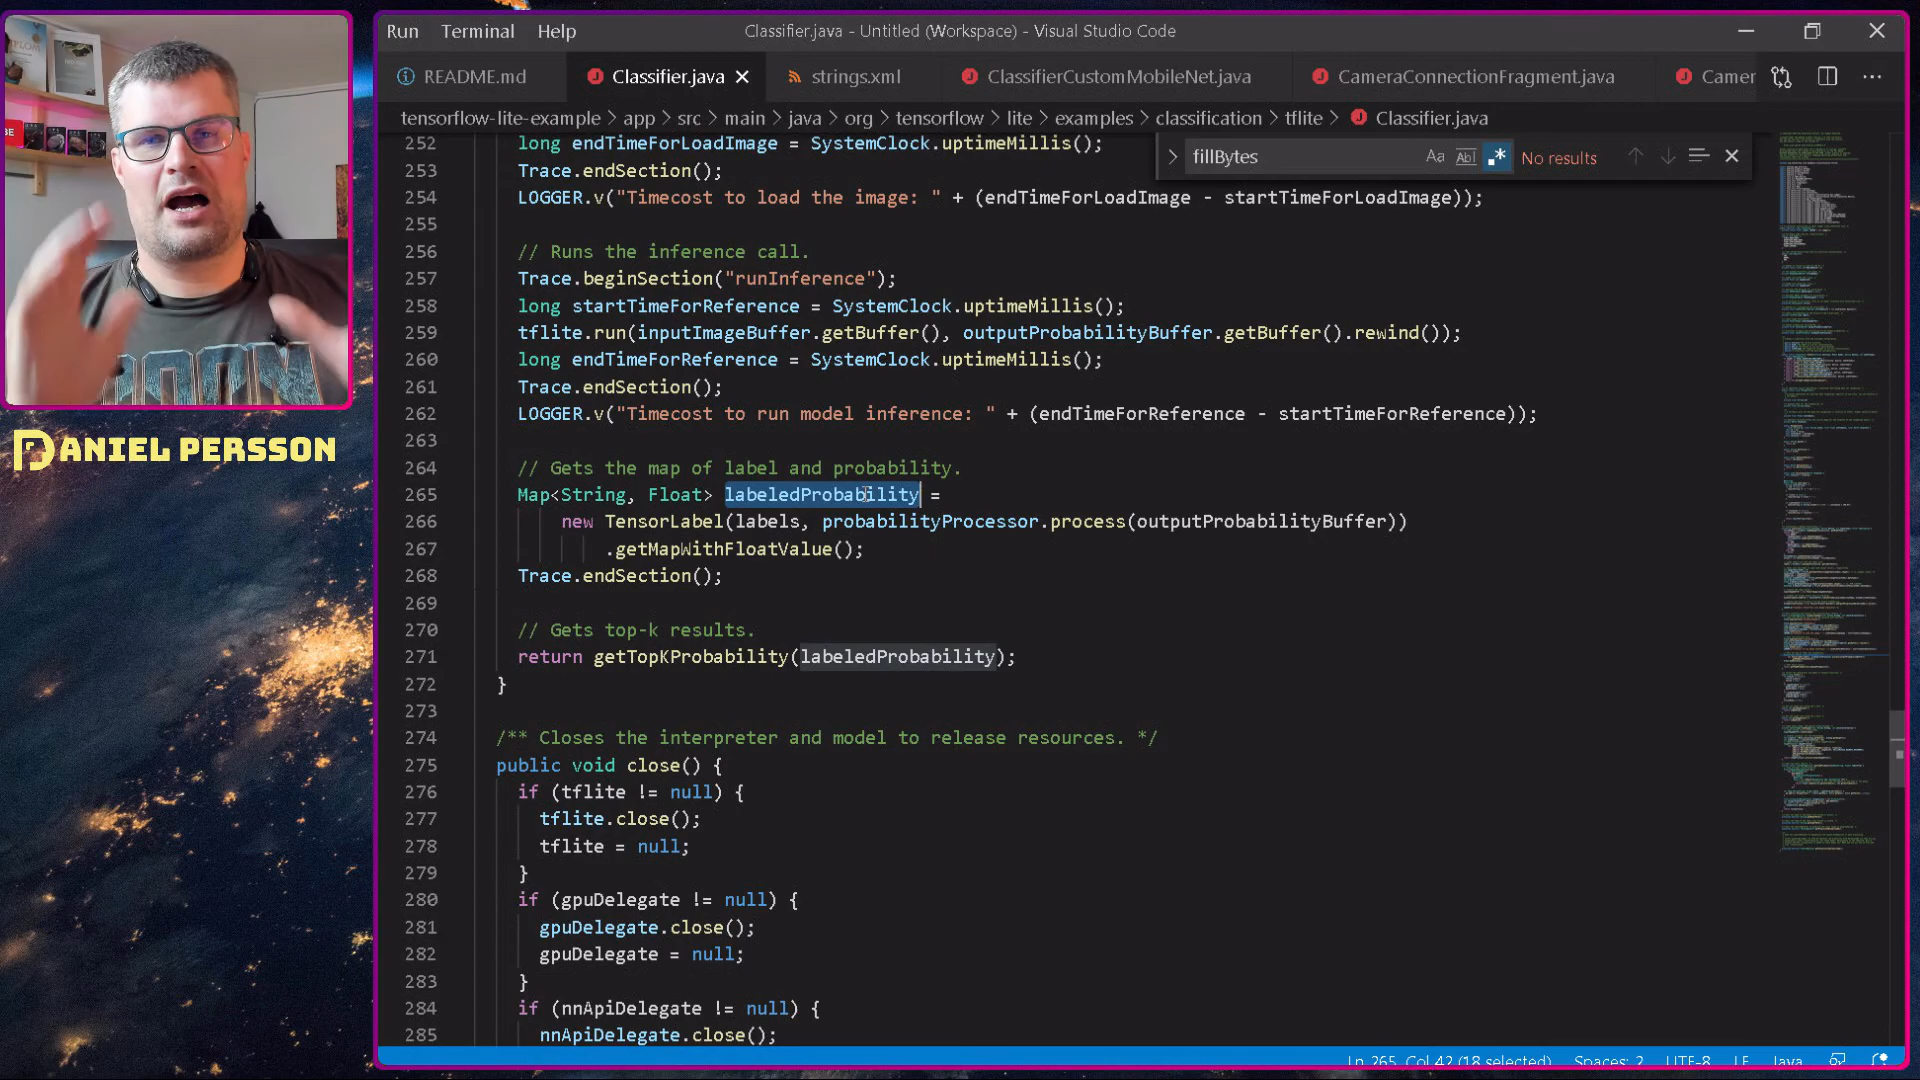 Run Terminal Help Classifier.java - Untitled (Workspace) - Visual Studio Code
README.md Classifier.java strings.xml ClassifierCustomMobileNet.java CameraConnectionFragment.java Camer
tensorflow-lite-example > app > src > main > java > org > tensorflow > lite > examples > classification > tflite > Classifier.java
fillBytes Aa Abl .* No results
252 long endTimeForLoadImage = SystemClock.uptimeMillis();
253 Trace.endSection();
254 LOGGER.v("Timecost to load the image: " + (endTimeForLoadImage - startTimeForLoadImage));
255
256 // Runs the inference call.
257 Trace.beginSection("runInference");
258 long startTimeForReference = SystemClock.uptimeMillis();
259 tflite.run(inputImageBuffer.getBuffer(), outputProbabilityBuffer.getBuffer().rewind());
260 long endTimeForReference = SystemClock.uptimeMillis();
261 Trace.endSection();
262 LOGGER.v("Timecost to run model inference: " + (endTimeForReference - startTimeForReference));
263
264 // Gets the map of label and probability.
265 Map<String, Float> labeledProbability =
266 new TensorLabel(labels, probabilityProcessor.process(outputProbabilityBuffer))
267 .getMapWithFloatValue();
268 Trace.endSection();
269
270 // Gets top-k results.
271 return getTopKProbability(labeledProbability);
272 }
273
274 /** Closes the interpreter and model to release resources. */
275 public void close() {
276 if (tflite != null) {
277 tflite.close();
278 tflite = null;
279 }
280 if (gpuDelegate != null) {
281 gpuDelegate.close();
282 gpuDelegate = null;
283 }
284 if (nnApiDelegate != null) {
285 nnApiDelegate.close();
Ln 265, Col 42 (18 selected) Spaces: 2 UTF-8 LF Java
DANIEL PERSSON
DOOM